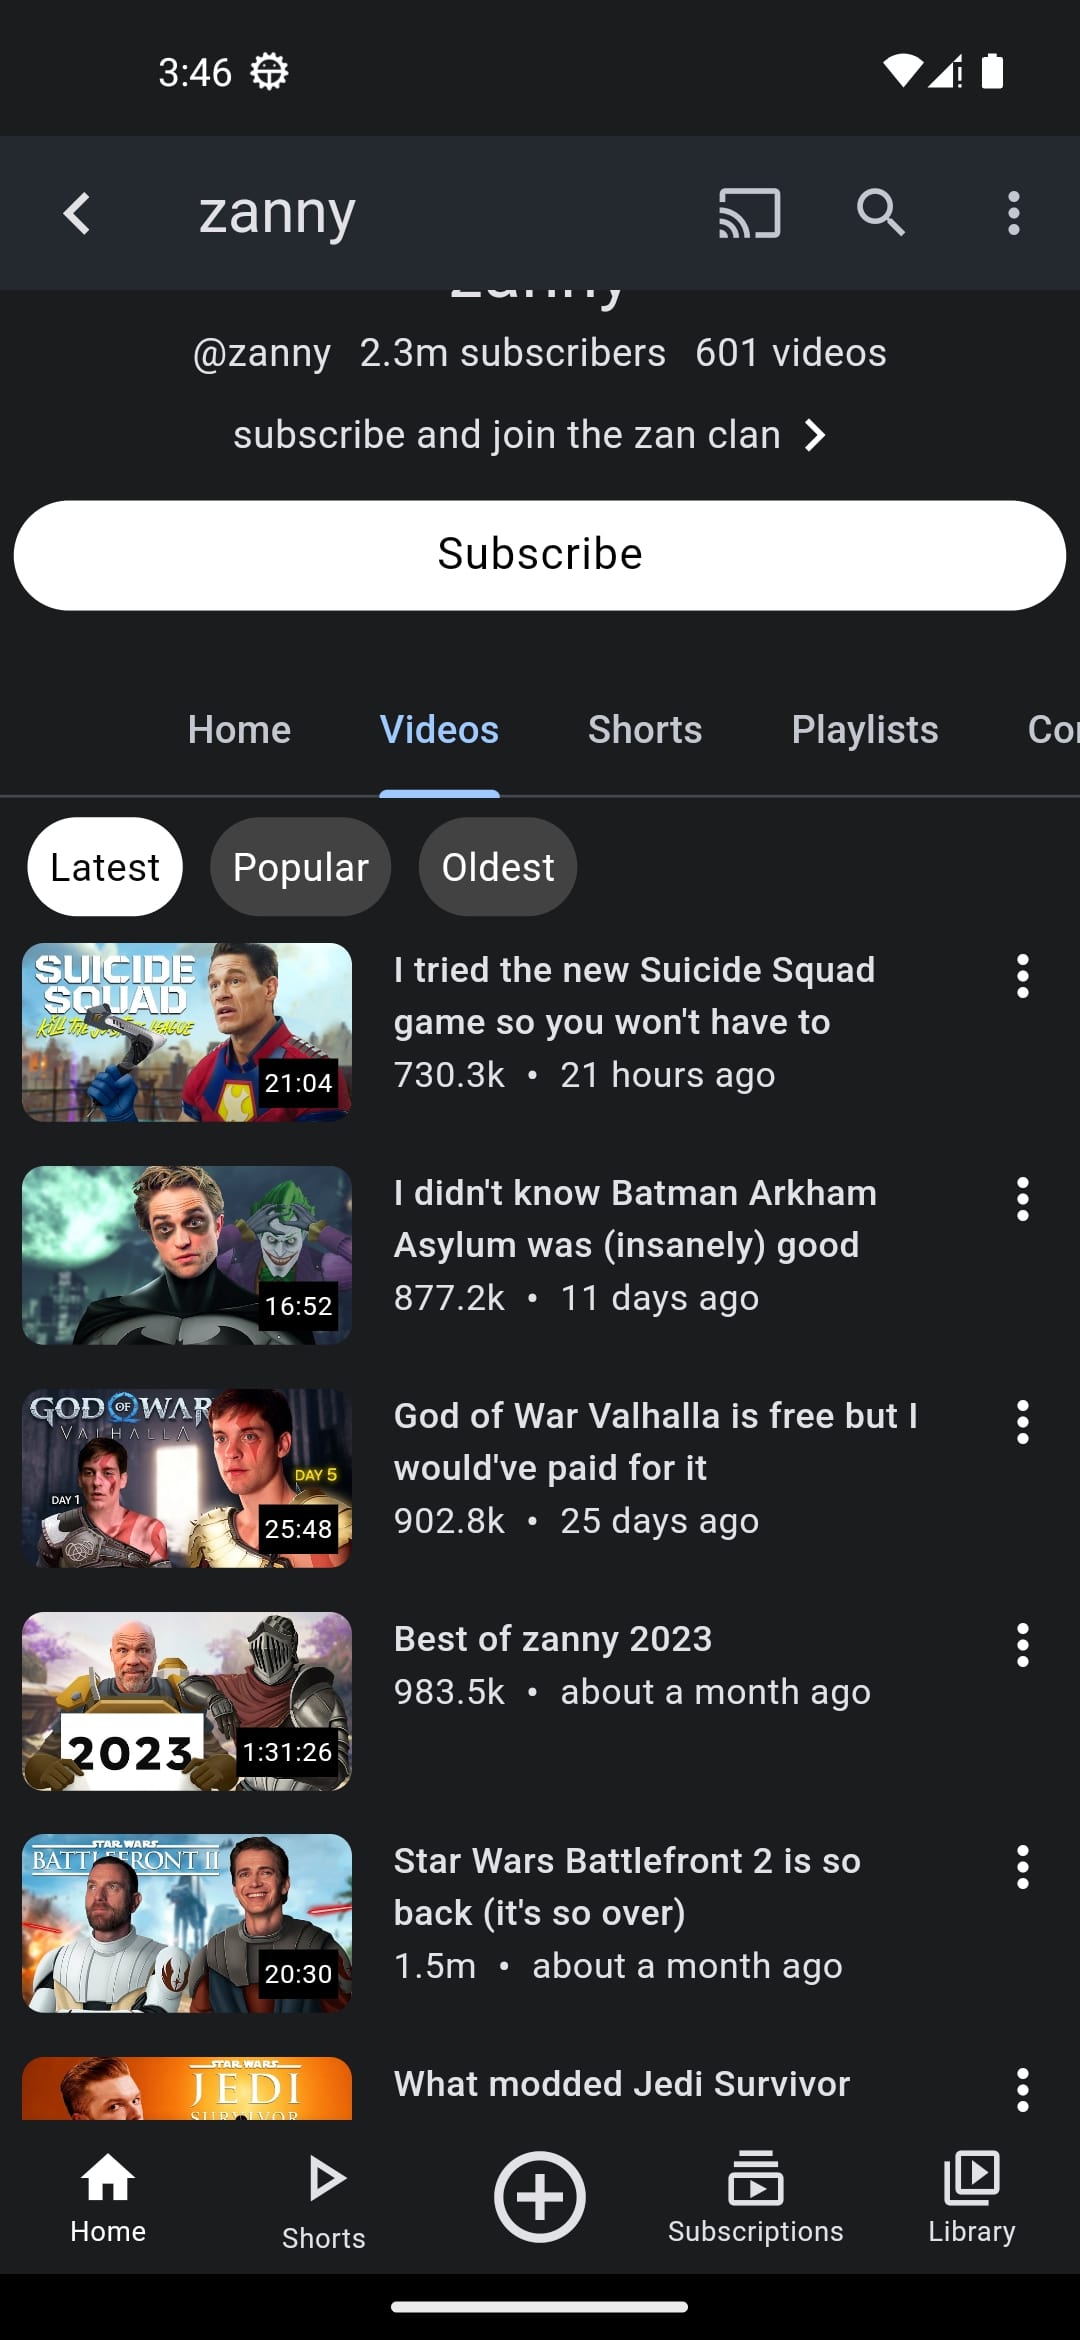 3:46
zanny
zanny
@zanny 2.3m subscribers 601 videos
subscribe and join the zan clan
Subscribe
Home Videos Shorts Playlists
Latest Popular Oldest
SUICIDE
SQUAD
KILL THE JUSTICE LEAGUE
21:04
I tried the new Suicide Squad
game so you won't have to
730.3k • 21 hours ago
16:52
I didn't know Batman Arkham
Asylum was (insanely) good
877.2k • 11 days ago
GOD OF WAR
VALHALLA
DAY 1
DAY 5
25:48
God of War Valhalla is free but I
would've paid for it
902.8k • 25 days ago
2023
1:31:26
Best of zanny 2023
983.5k • about a month ago
STAR WARS
BATTLEFRONT II
20:30
Star Wars Battlefront 2 is so
back (it's so over)
1.5m • about a month ago
STAR WARS
JEDI
SURVIVOR
What modded Jedi Survivor
Home Shorts Subscriptions Library